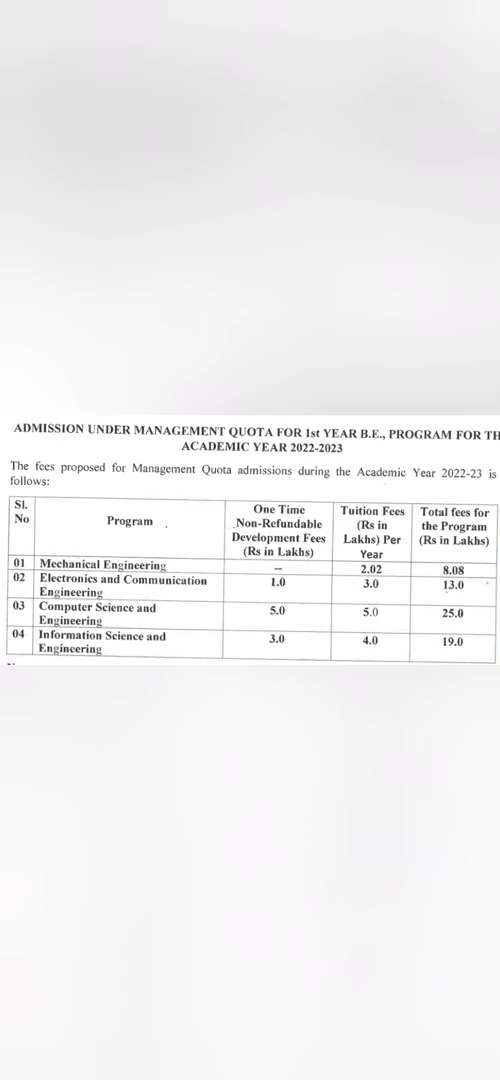 ADMISSION UNDER MANAGEMENT QUOTA FOR 1st YEAR B.E., PROGRAM FOR TH
ACADEMIC YEAR 2022-2023
The fees proposed for Management Quota admissions during the Academic Year 2022-23 is
follows:
Sl. No | Program | One Time Non-Refundable Development Fees (Rs in Lakhs) | Tuition Fees (Rs in Lakhs) Per Year | Total fees for the Program (Rs in Lakhs)
01 | Mechanical Engineering | -- | 2.02 | 8.08
02 | Electronics and Communication Engineering | 1.0 | 3.0 | 13.0
03 | Computer Science and Engineering | 5.0 | 5.0 | 25.0
04 | Information Science and Engineering | 3.0 | 4.0 | 19.0